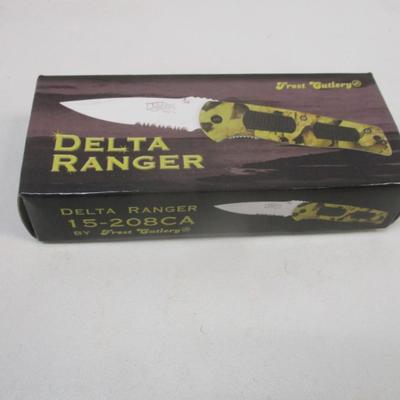 Frost Cutlery®
DELTA
RANGER
DELTA RANGER
15-208CA
BY Frost Cutlery®